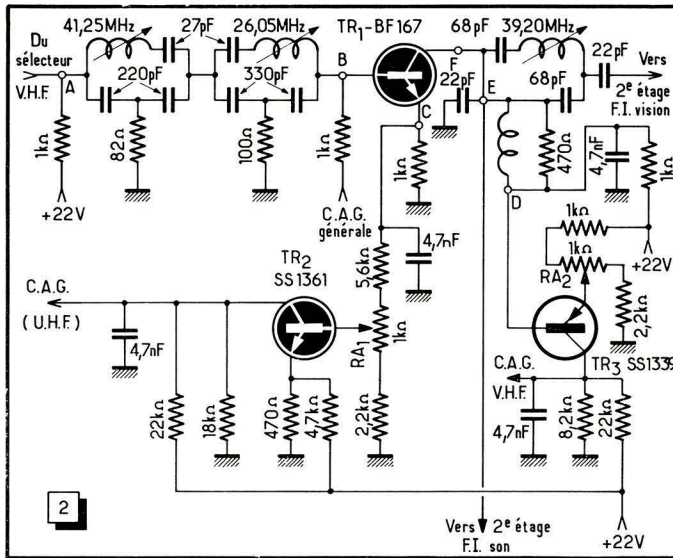 41,25MHz
27pF
26,05MHz
TR1-BF167
68pF
39,20MHz
Du
sélecteur
V.H.F.
A
220pF
330pF
B
F
22pF
E
68pF
22pF
Vers
2e étage
F.I. vision
1kΩ
+22V
82Ω
100Ω
1kΩ
C.A.G.
générale
C
1kΩ
4,7nF
470Ω
4,7nF
1kΩ
D
1kΩ
1kΩ
+22V
RA2
2,2kΩ
TR2
SS1361
5,6kΩ
C.A.G.
(U.H.F.)
RA1
1kΩ
4,7nF
22kΩ
18kΩ
470Ω
4,7kΩ
2,2kΩ
TR3 SS1339
C.A.G.
V.H.F.
4,7nF
8,2kΩ
22kΩ
2
Vers 2e étage
F.I. son
+22V